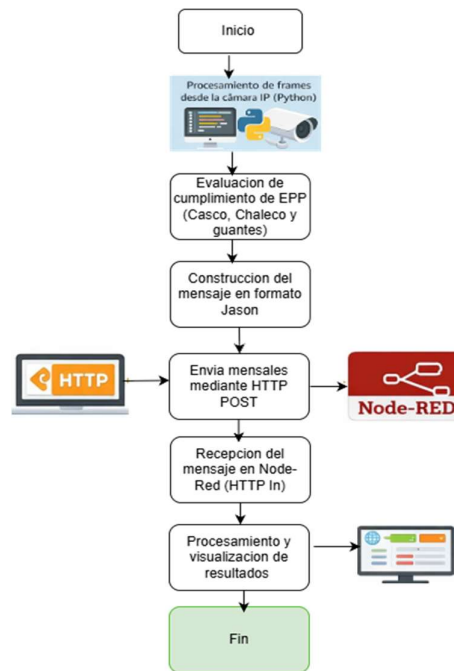 Inicio
Procesamiento de frames
desde la câmara IP (Python)
Evaluacion de
cumplimiento de EPP
(Casco, Chaleco y
guantes)
Construccion del
mensaje en formato
Jason
HTTP
Envia mensales
mediante HTTP
POST
Node-RED
Recepcion del
mensaje en Node-
Red (HTTP In)
Procesamiento y
visualizacion de
resultados
Fin